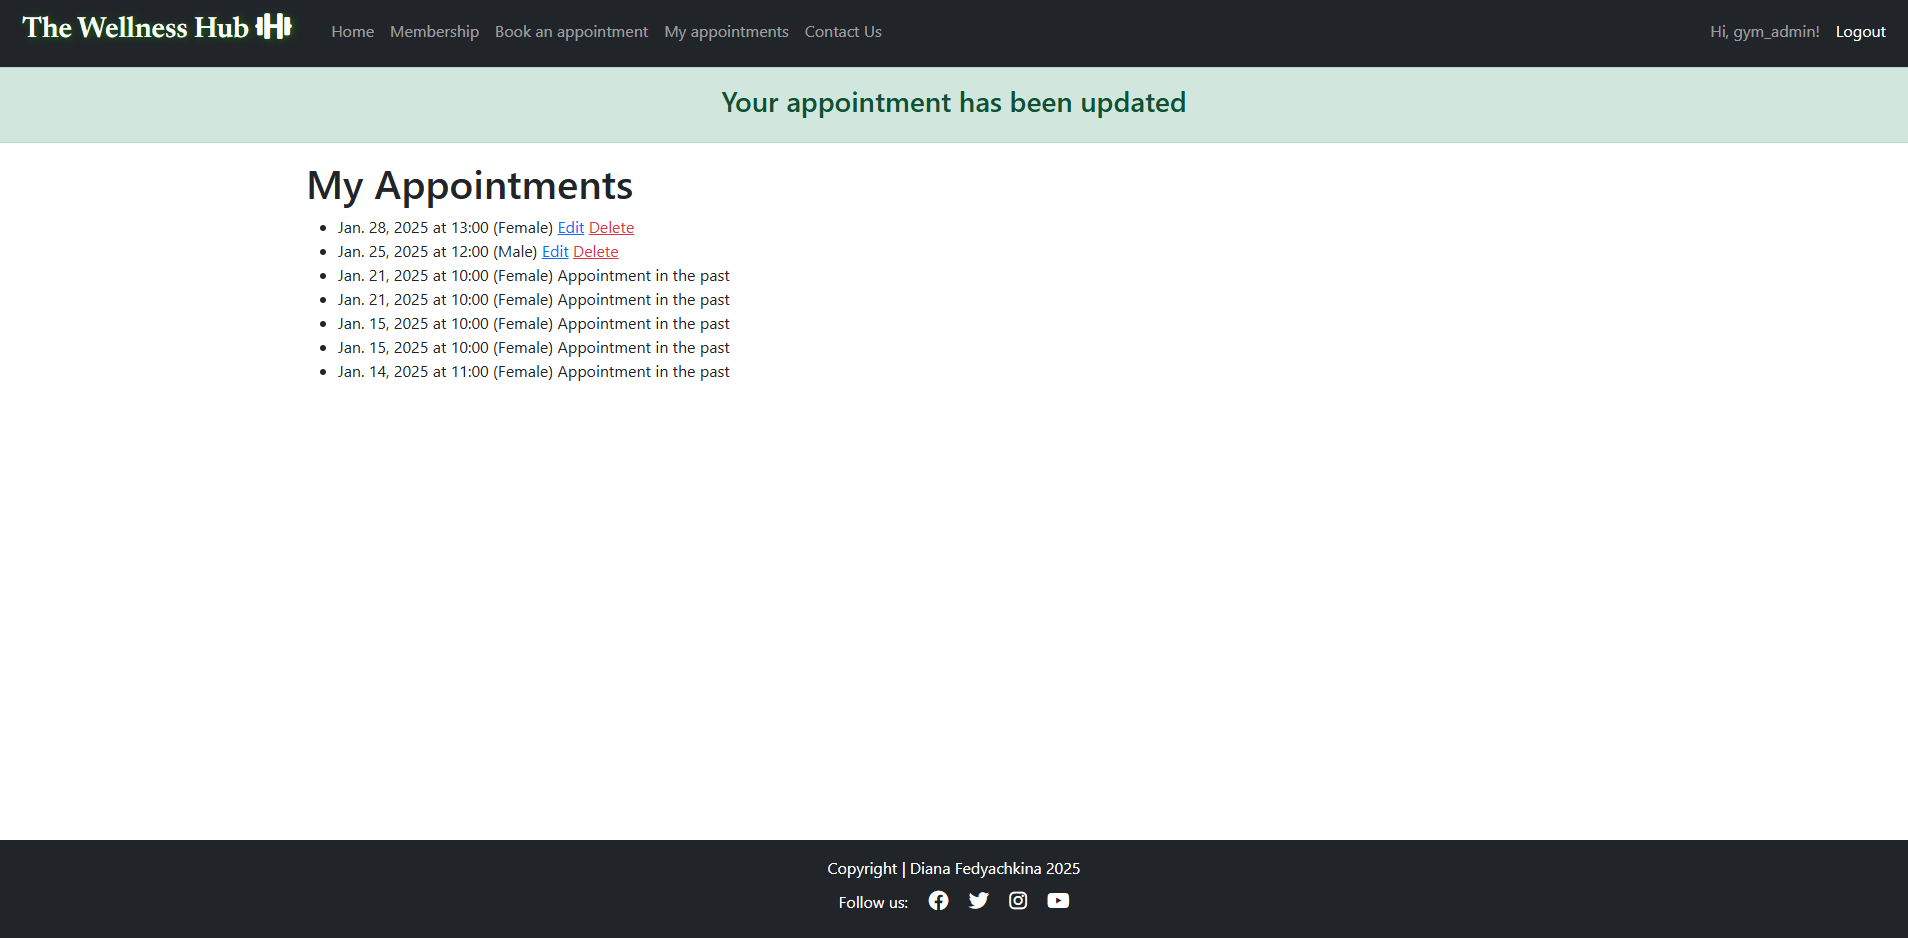 The Wellness Hub
Home Membership Book an appointment My appointments Contact Us Hi, gym_admin! Logout
Your appointment has been updated
My Appointments
Jan. 28, 2025 at 13:00 (Female) Edit Delete
Jan. 25, 2025 at 12:00 (Male) Edit Delete
Jan. 21, 2025 at 10:00 (Female) Appointment in the past
Jan. 21, 2025 at 10:00 (Female) Appointment in the past
Jan. 15, 2025 at 10:00 (Female) Appointment in the past
Jan. 15, 2025 at 10:00 (Female) Appointment in the past
Jan. 14, 2025 at 11:00 (Female) Appointment in the past
Copyright | Diana Fedyachkina 2025
Follow us: